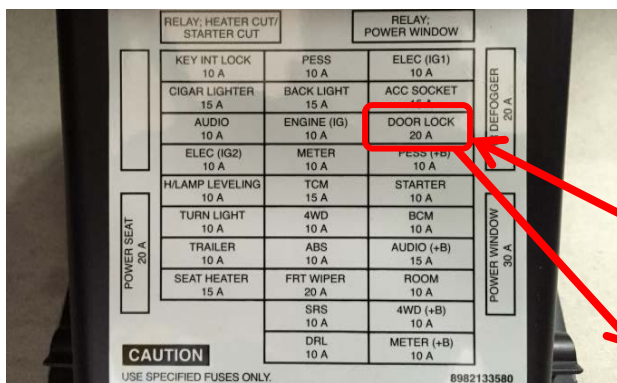 RELAY; HEATER CUT/
STARTER CUT
RELAY;
POWER WINDOW
KEY INT LOCK
10 A
PESS
10 A
ELEC (IG1)
10 A
CIGAR LIGHTER
15 A
BACK LIGHT
15 A
ACC SOCKET
AUDIO
10 A
ENGINE (IG)
10 A
DOOR LOCK
20 A
ELEC (IG2)
10 A
METER
10 A
PESS (+B)
10 A
H/LAMP LEVELING
10 A
TCM
15 A
STARTER
10 A
TURN LIGHT
10 A
4WD
10 A
BCM
10 A
TRAILER
10 A
ABS
10 A
AUDIO (+B)
15 A
SEAT HEATER
15 A
FRT WIPER
20 A
ROOM
10 A
SRS
10 A
4WD (+B)
10 A
DRL
10 A
METER (+B)
10 A
POWER SEAT
20 A
DEFOGGER
20 A
POWER WINDOW
30 A
CAUTION
USE SPECIFIED FUSES ONLY.
8982133580